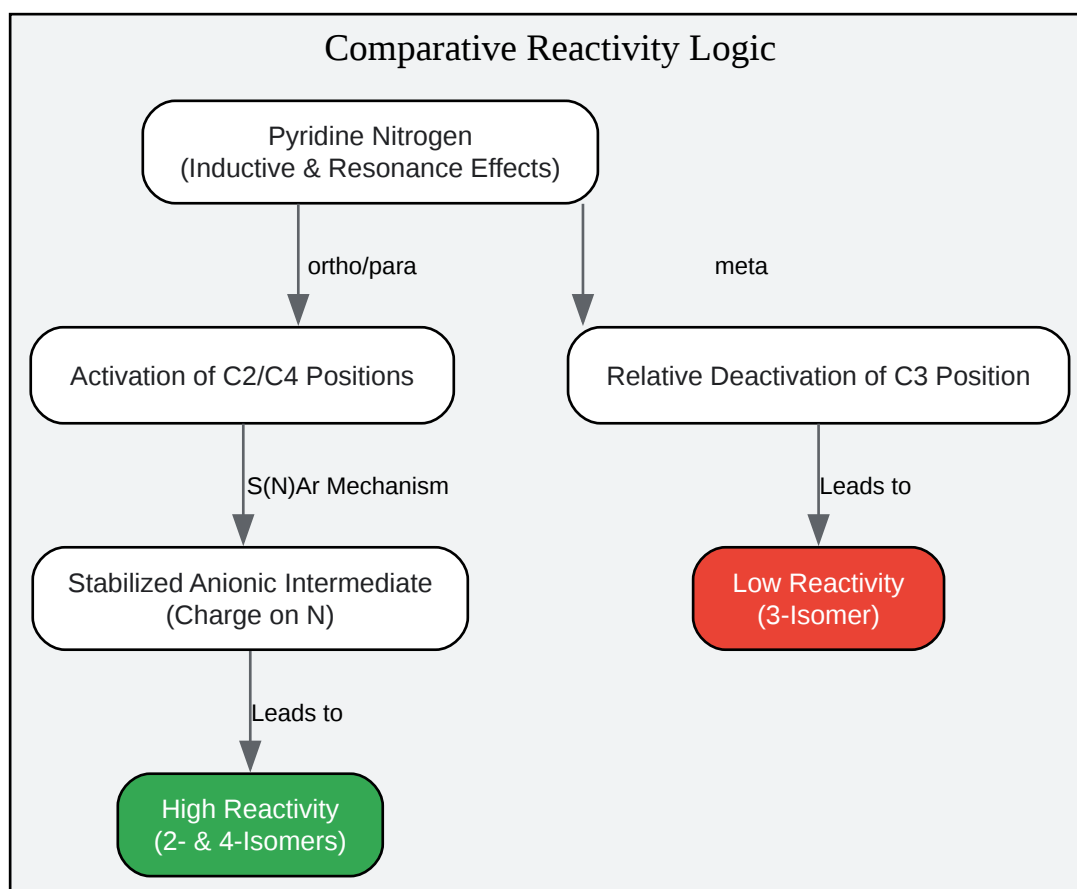 Comparative Reactivity Logic
Pyridine Nitrogen
(Inductive & Resonance Effects)
ortho/para
meta
Activation of C2/C4 Positions
Relative Deactivation of C3 Position
S(N)Ar Mechanism
Leads to
Stabilized Anionic Intermediate
(Charge on N)
Low Reactivity
(3-Isomer)
Leads to
High Reactivity
(2- & 4-Isomers)